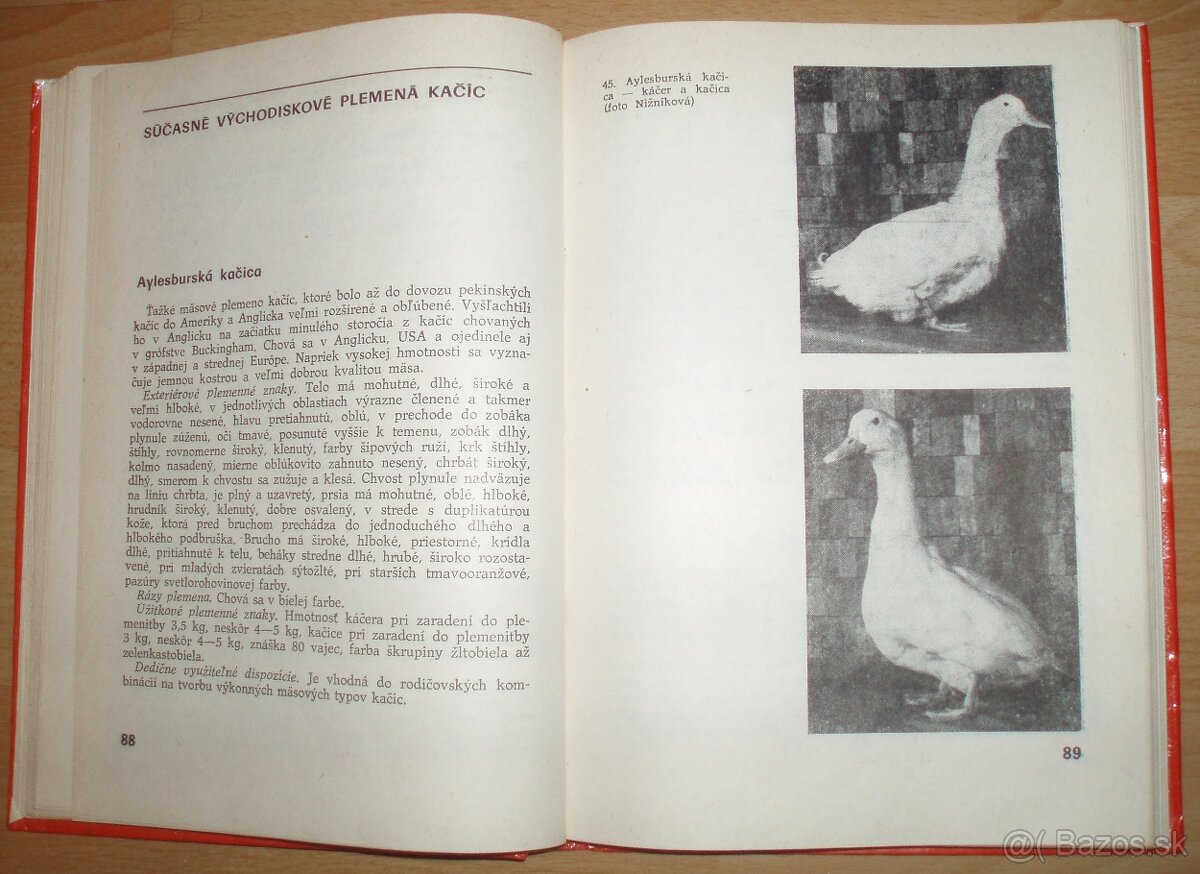 SÚČASNÉ VÝCHODISKOVÉ PLEMENÁ KAČÍC
Aylesburská kačica
Ťažké mäsové plemeno kačíc, ktoré bolo až do dovozu pekinských
kačíc do Ameriky a Anglicka veľmi rozšírené a obľúbené. Vyšľachtili
ho v Anglicku na začiatku minulého storočia z kačíc chovaných
v grófstve Buckingham. Chová sa v Anglicku, USA a ojedinele aj
v západnej a strednej Európe. Napriek vysokej hmotnosti sa vyzna-
čuje jemnou kostrou a veľmi dobrou kvalitou mäsa.
Exteriérové plemenné znaky. Telo má mohutné, dlhé, široké a
veľmi hlboké, v jednotlivých oblastiach výrazne členené a takmer
vodorovne nesené, hlavu pretiahnutú, oblú, v prechode do zobáka
plynule zúženú, oči tmavé, posunuté vyššie k temenu, zobák dlhý,
štíhly, rovnomerne široký, klenutý, farby šípových ruží, krk štíhly,
kolmo nasadený, mierne oblúkovito zahnuto nesený, chrbát široký,
dlhý, smerom k chvostu sa zužuje a klesá. Chvost plynule nadväzuje
na líniu chrbta, je plný a uzavretý, prsia má mohutné, oblé, hlboké,
hrudník široký, klenutý, dobre osvalený, v strede s duplikatúrou
kože, ktorá pred bruchom prechádza do jednoduchého dlhého a
hlbokého podbruška. Brucho má široké, hlboké, priestorné, krídla
dlhé, pritiahnuté k telu, beháky stredne dlhé, hrubé, široko rozosta-
vené, pri mladých zvieratách sýtožlté, pri starších tmavooranžové,
pazúry svetlorohovinovej farby.
Rázy plemena. Chová sa v bielej farbe.
Úžitkové plemenné znaky. Hmotnosť káčera pri zaradení do ple-
menitby 3,5 kg, neskôr 4—5 kg, kačice pri zaradení do plemenitby
3 kg, neskôr 4—5 kg, znáška 80 vajec, farba škrupiny žltobiela až
zelenkastobiela.
Dedične využiteľné dispozície. Je vhodná do rodičovských kom-
binácií na tvorbu výkonných mäsových typov kačíc.
88
45. Aylesburská kači-
ca — káčer a kačica
(foto Nižníková)
89
@( Bazos.sk